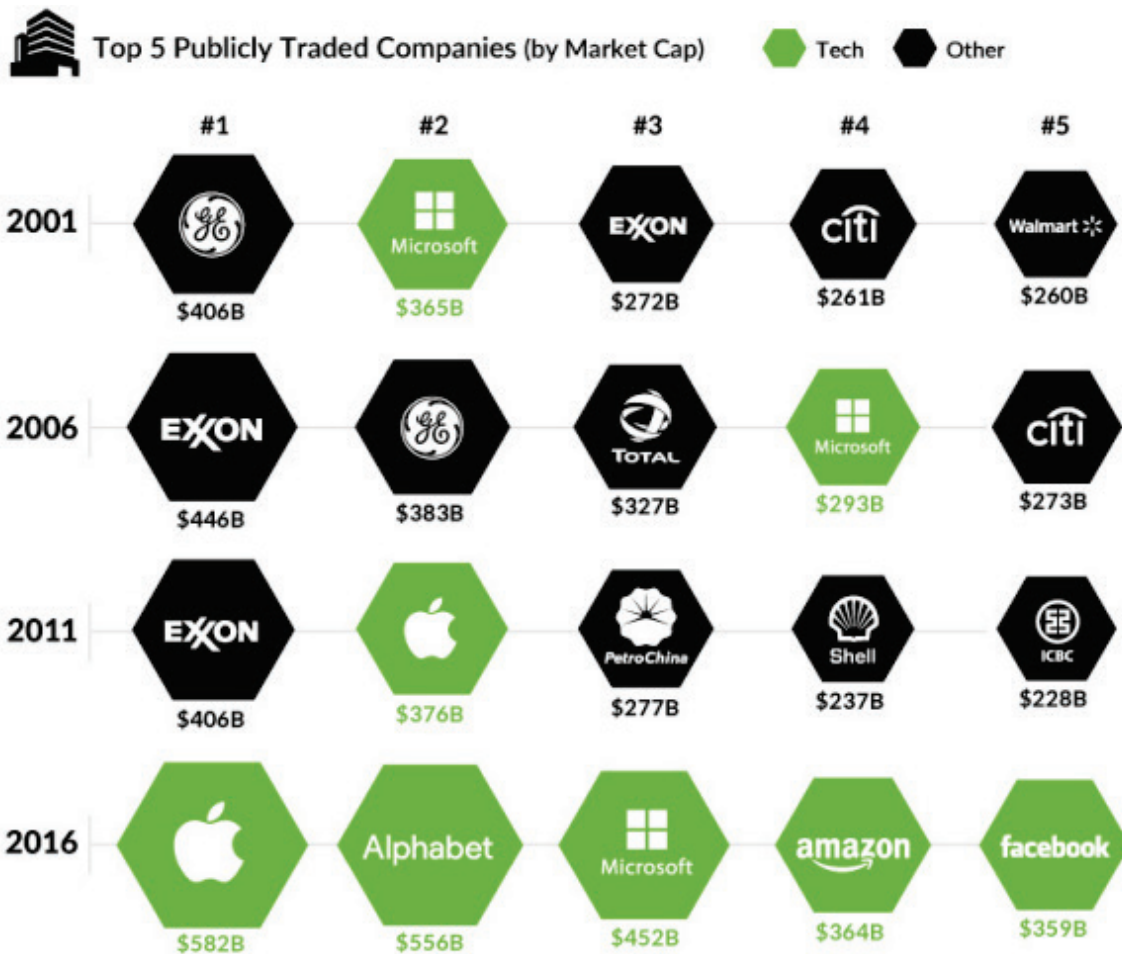 Top 5 Publicly Traded Companies (by Market Cap) Tech Other
#1 #2 #3 #4 #5
2001
GE
Microsoft
EXXON
citi
Walmart
$406B $365B $272B $261B $260B
2006
EXXON
GE
TOTAL
Microsoft
citi
$446B $383B $327B $293B $273B
2011
EXXON
PetroChina
Shell
ICBC
$406B $376B $277B $237B $228B
2016
Alphabet
Microsoft
amazon
facebook
$582B $556B $452B $364B $359B